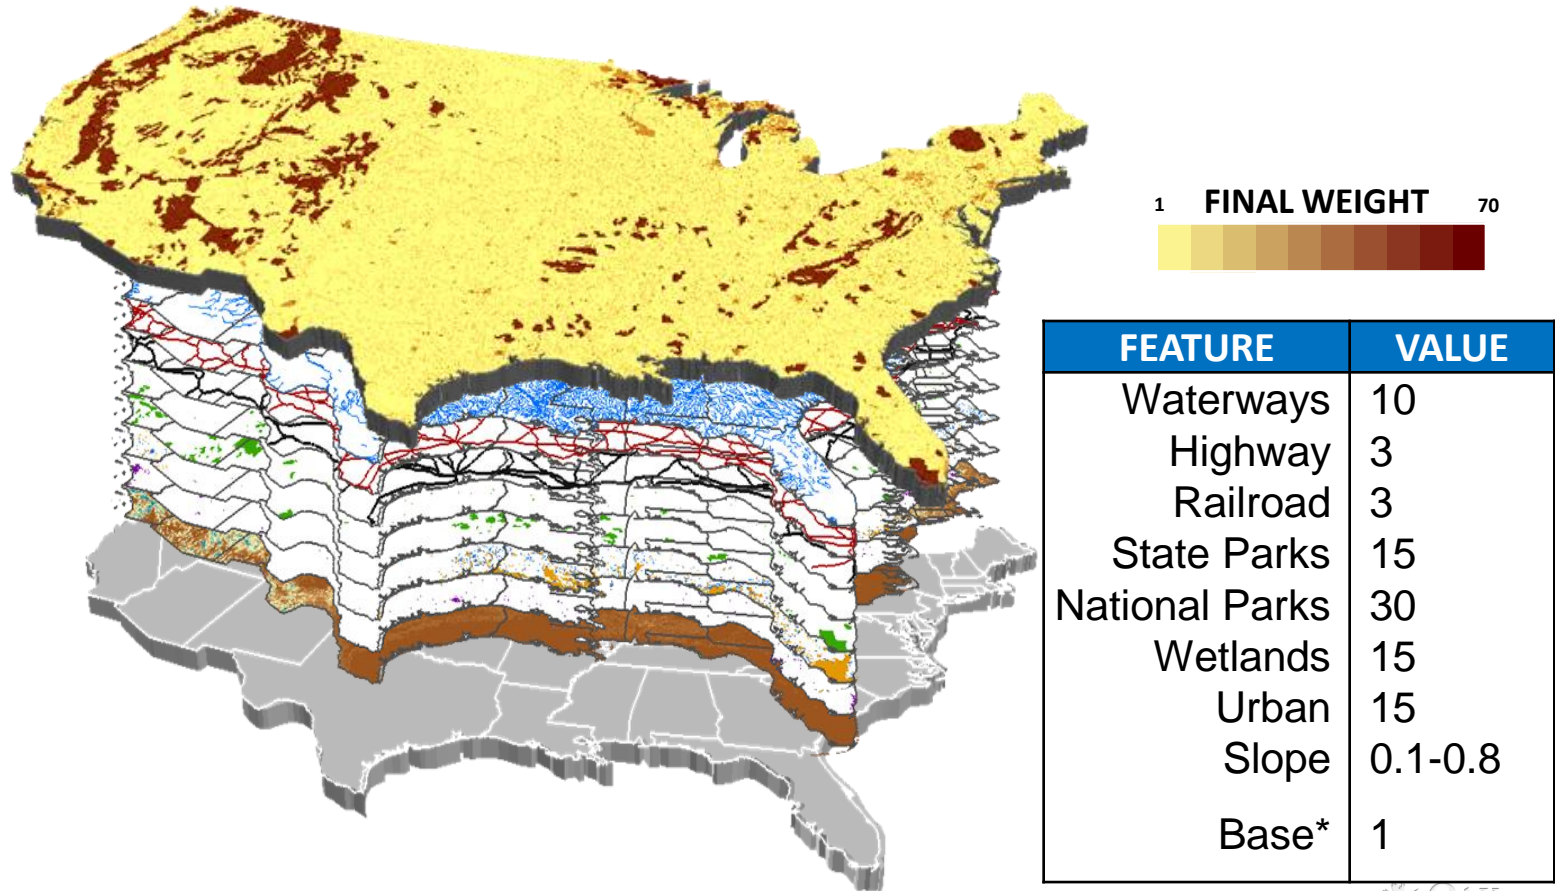 1 FINAL WEIGHT 70
FEATURE VALUE
Waterways 10
Highway 3
Railroad 3
State Parks 15
National Parks 30
Wetlands 15
Urban 15
Slope 0.1-0.8
Base* 1